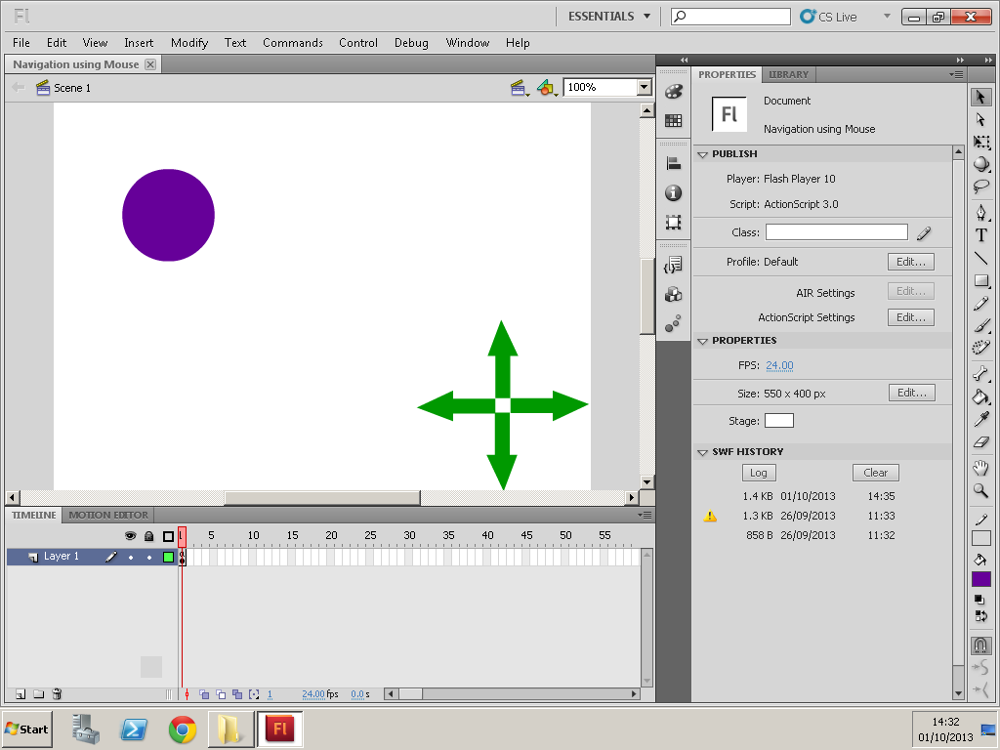 Fl
ESSENTIALS
CS Live
File Edit View Insert Modify Text Commands Control Debug Window Help
Navigation using Mouse
Scene 1
100%
PROPERTIES LIBRARY
Fl
Document
Navigation using Mouse
PUBLISH
Player: Flash Player 10
Script: ActionScript 3.0
Class:
Profile: Default Edit...
AIR Settings Edit...
ActionScript Settings Edit...
PROPERTIES
FPS: 24.00
Size: 550 x 400 px Edit...
Stage:
SWF HISTORY
Log Clear
1.4 KB 01/10/2013 14:35
1.3 KB 26/09/2013 11:33
858 B 26/09/2013 11:32
TIMELINE MOTION EDITOR
1 5 10 15 20 25 30 35 40 45 50 55
Layer 1
1 24.00 fps 0.0 s
Start
Fl
14:32
01/10/2013